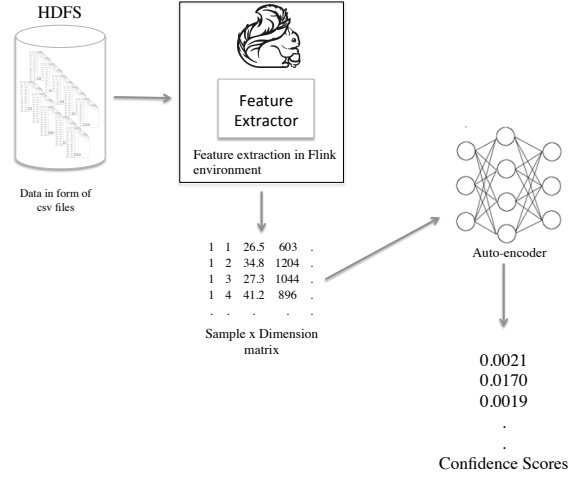 HDFS
Data in form of
csv files
Feature
Extractor
Feature extraction in Flink
environment
1 1 26.5 603 .
1 2 34.8 1204 .
1 3 27.3 1044 .
1 4 41.2 896 .
. . . . .
Sample x Dimension
matrix
Auto-encoder
0.0021
0.0170
0.0019
.
.
Confidence Scores